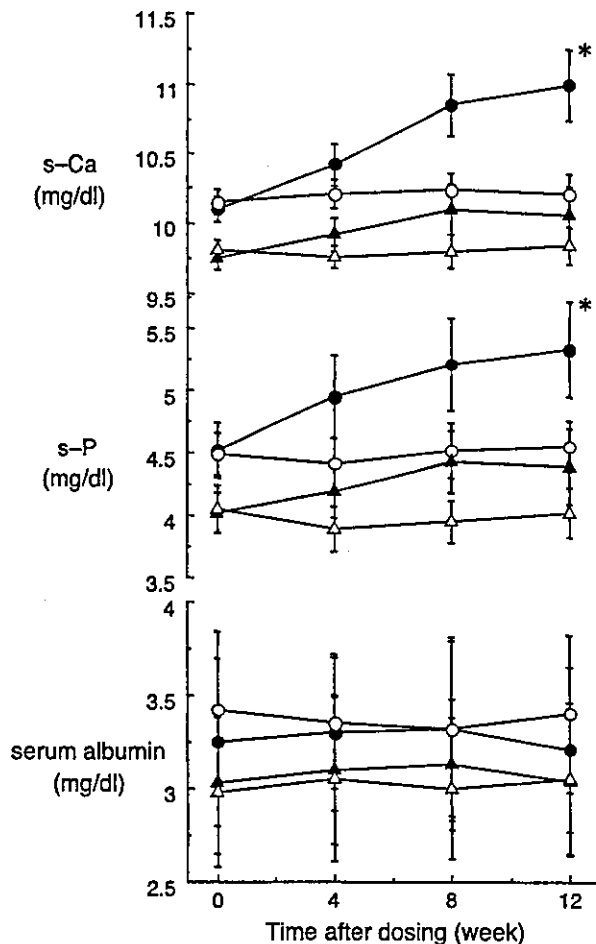 11.5
*
11
10.5
s–Ca
(mg/dl)
10
9.5
5.5
*
5
s–P
(mg/dl)
4.5
4
3.5
4
3.5
serum albumin
(mg/dl)
3
2.5
0 4 8 12
Time after dosing (week)